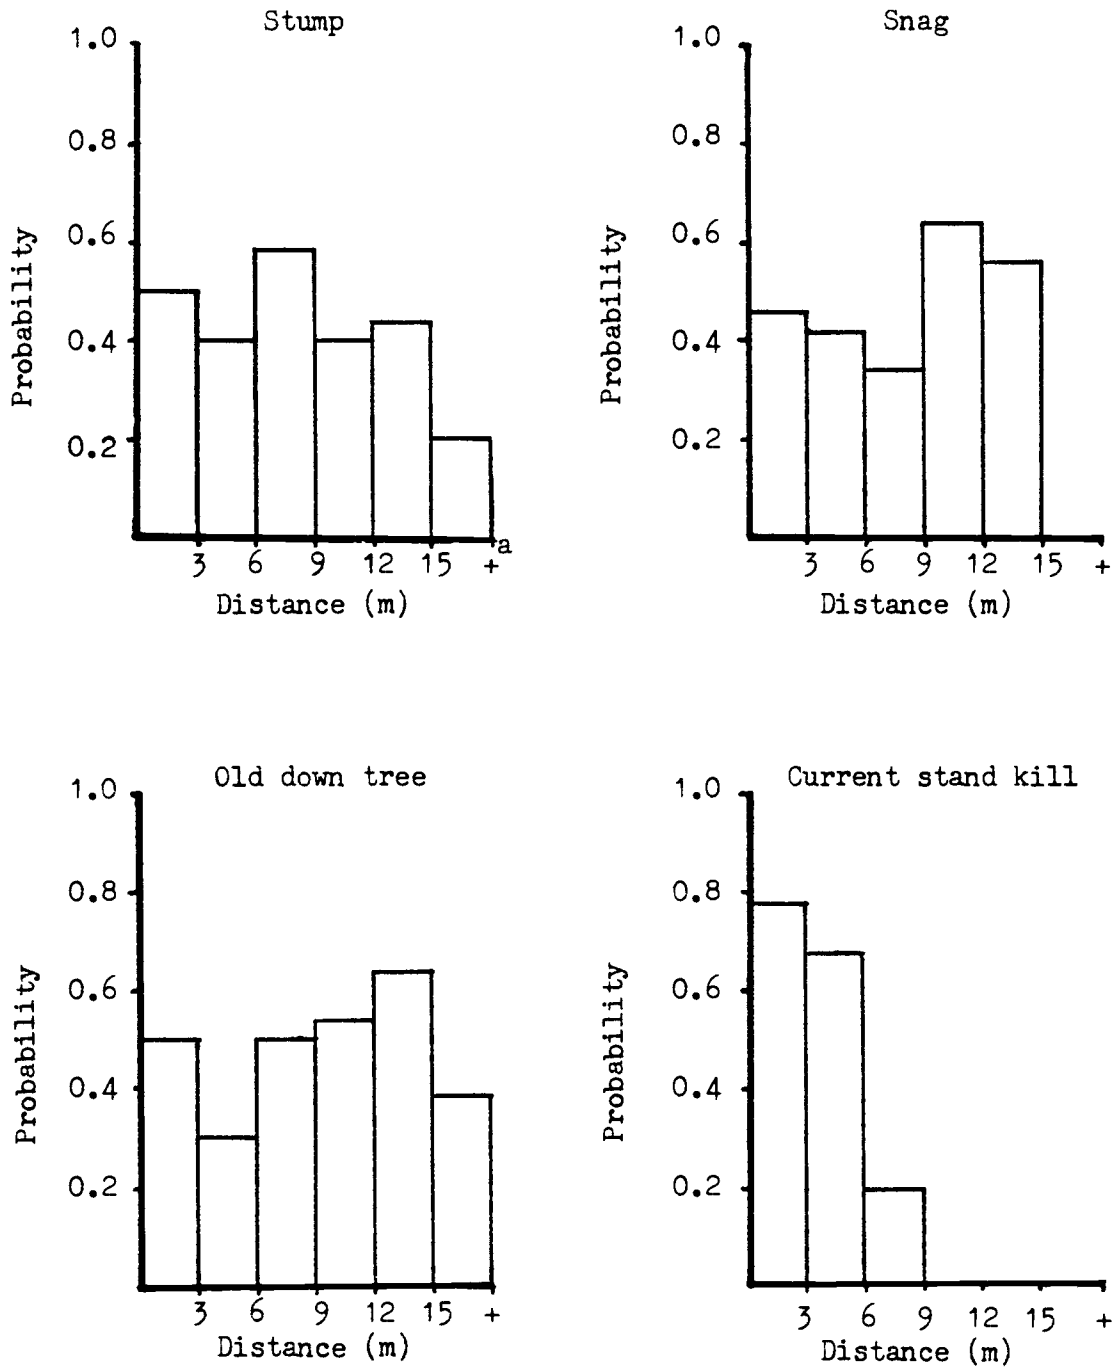 Stump
1.0
0.8
0.6
0.4
0.2
Probability
3 6 9 12 15 +a
Distance (m)
Snag
1.0
0.8
0.6
0.4
0.2
Probability
3 6 9 12 15 +
Distance (m)
Old down tree
1.0
0.8
0.6
0.4
0.2
Probability
3 6 9 12 15 +
Distance (m)
Current stand kill
1.0
0.8
0.6
0.4
0.2
Probability
3 6 9 12 15 +
Distance (m)